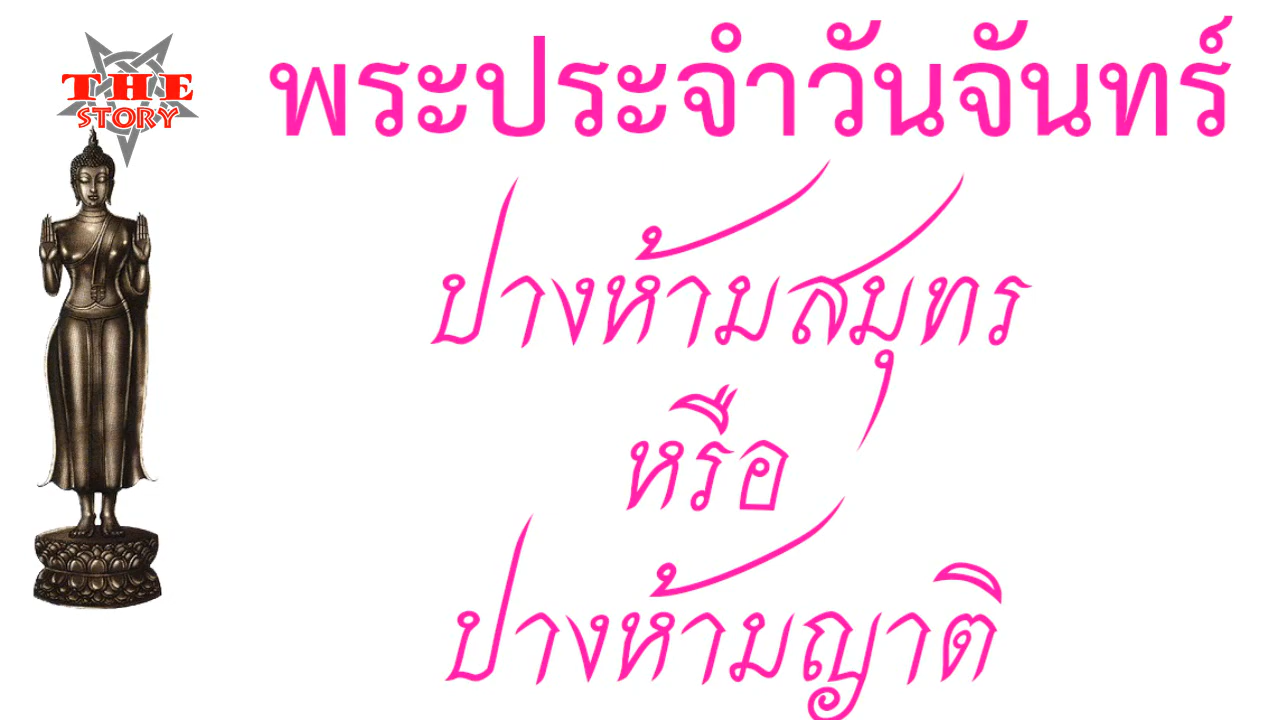 THE
STORY
พระประจำวันจันทร์
ปางห้ามสมุทร
หรือ
ปางห้ามญาติ